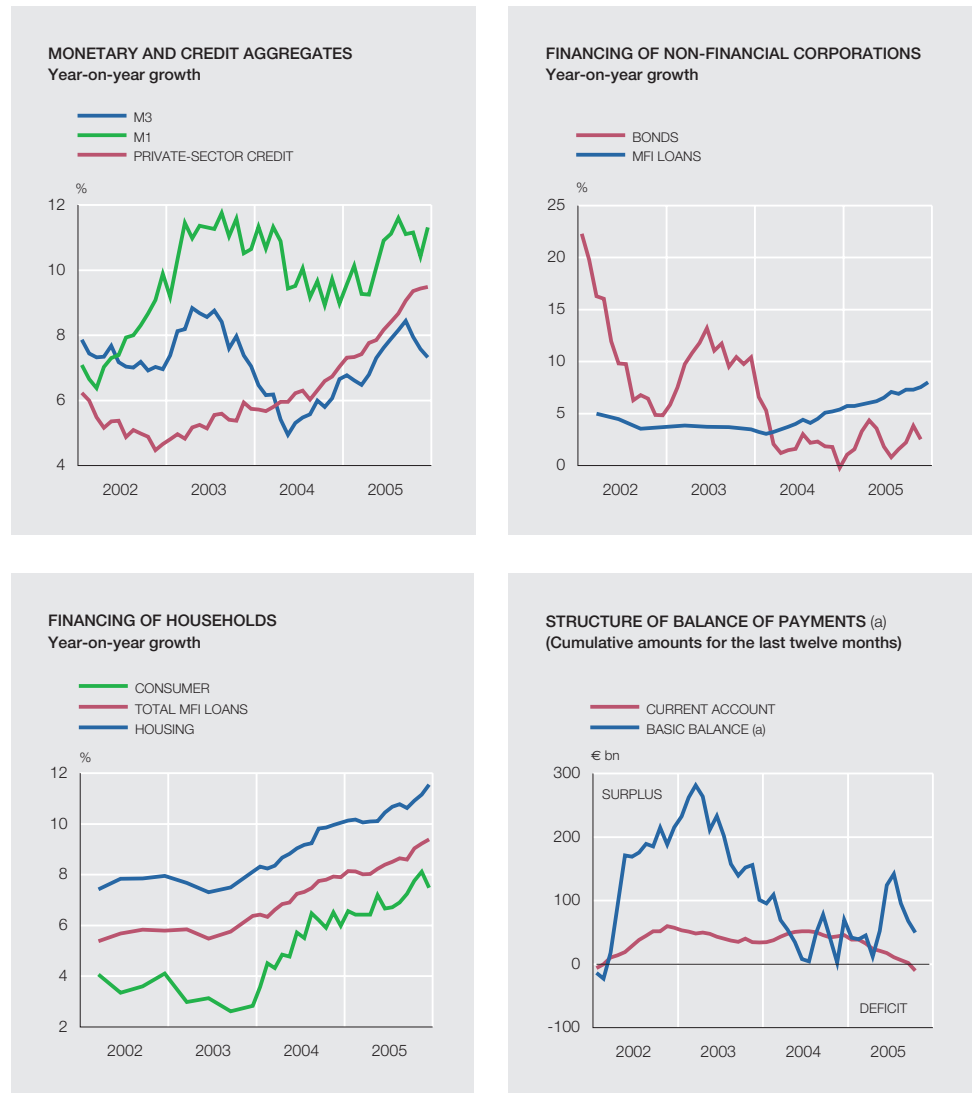 MONETARY AND CREDIT AGGREGATES
Year-on-year growth
M3
M1
PRIVATE-SECTOR CREDIT
%
12
10
8
6
4
2002 2003 2004 2005
FINANCING OF NON-FINANCIAL CORPORATIONS
Year-on-year growth
BONDS
MFI LOANS
%
25
20
15
10
5
0
2002 2003 2004 2005
FINANCING OF HOUSEHOLDS
Year-on-year growth
CONSUMER
TOTAL MFI LOANS
HOUSING
%
12
10
8
6
4
2
2002 2003 2004 2005
STRUCTURE OF BALANCE OF PAYMENTS (a)
(Cumulative amounts for the last twelve months)
CURRENT ACCOUNT
BASIC BALANCE (a)
€ bn
300
SURPLUS
200
100
0
DEFICIT
-100
2002 2003 2004 2005